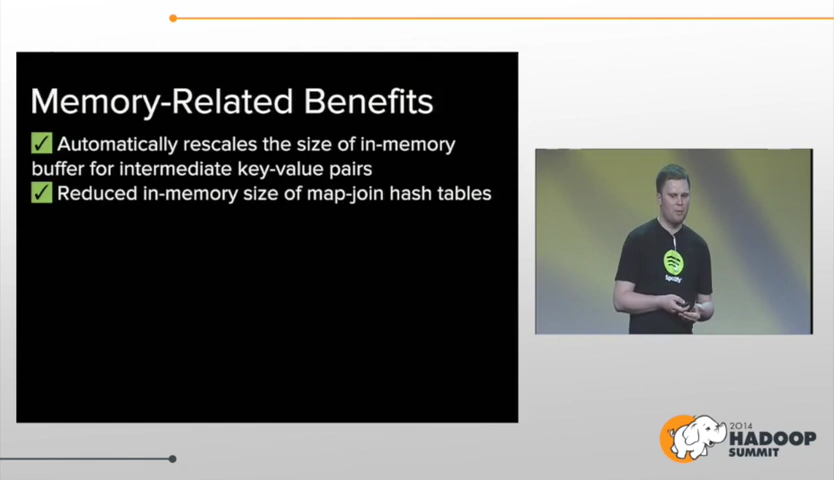 Memory-Related Benefits
✓ Automatically rescales the size of in-memory
buffer for intermediate key-value pairs
✓ Reduced in-memory size of map-join hash tables
Spotify
2014
HADOOP
SUMMIT